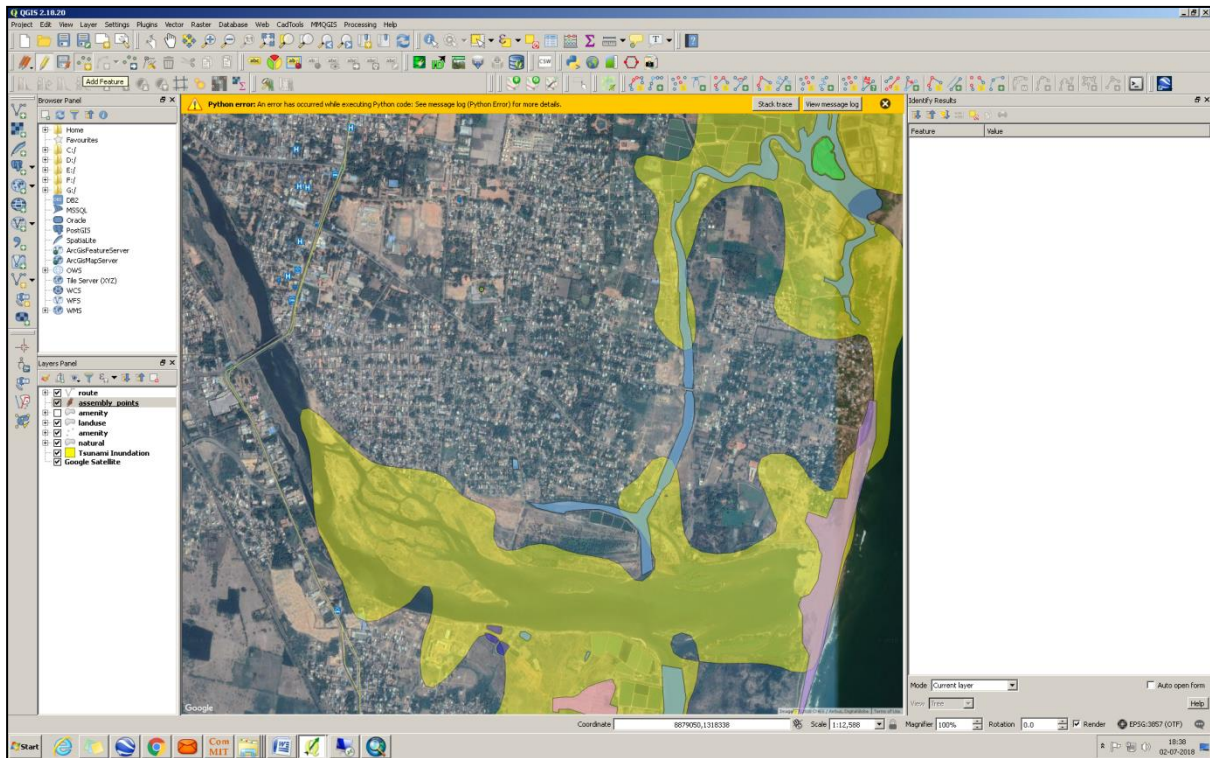 QGIS 2.18.20
Project Edit View Layer Settings Plugins Vector Raster Database Web CadTools MMQGIS Processing Help
CSW
Add Feature
Browser Panel
Home
Favourites
C:/
D:/
E:/
F:/
G:/
DB2
MSSQL
Oracle
PostGIS
SpatiaLite
ArcGisFeatureServer
ArcGisMapServer
OWS
Tile Server (XYZ)
WCS
WFS
WMS
Layers Panel
route
assembly_points
amenity
landuse
amenity
natural
Tsunami Inundation
Google Satellite
Python error: An error has occurred while executing Python code: See message log (Python Error) for more details. Stack trace View message log
H
H
H H
H
H
Google
Identify Results
Feature Value
Mode Current layer Auto open form
View Tree Help
Coordinate 8879050,1318338 Scale 1:12,588 Magnifier 100% Rotation 0.0 Render EPSG:3857 (OTF)
Start Com MIT 18:38
02-07-2018